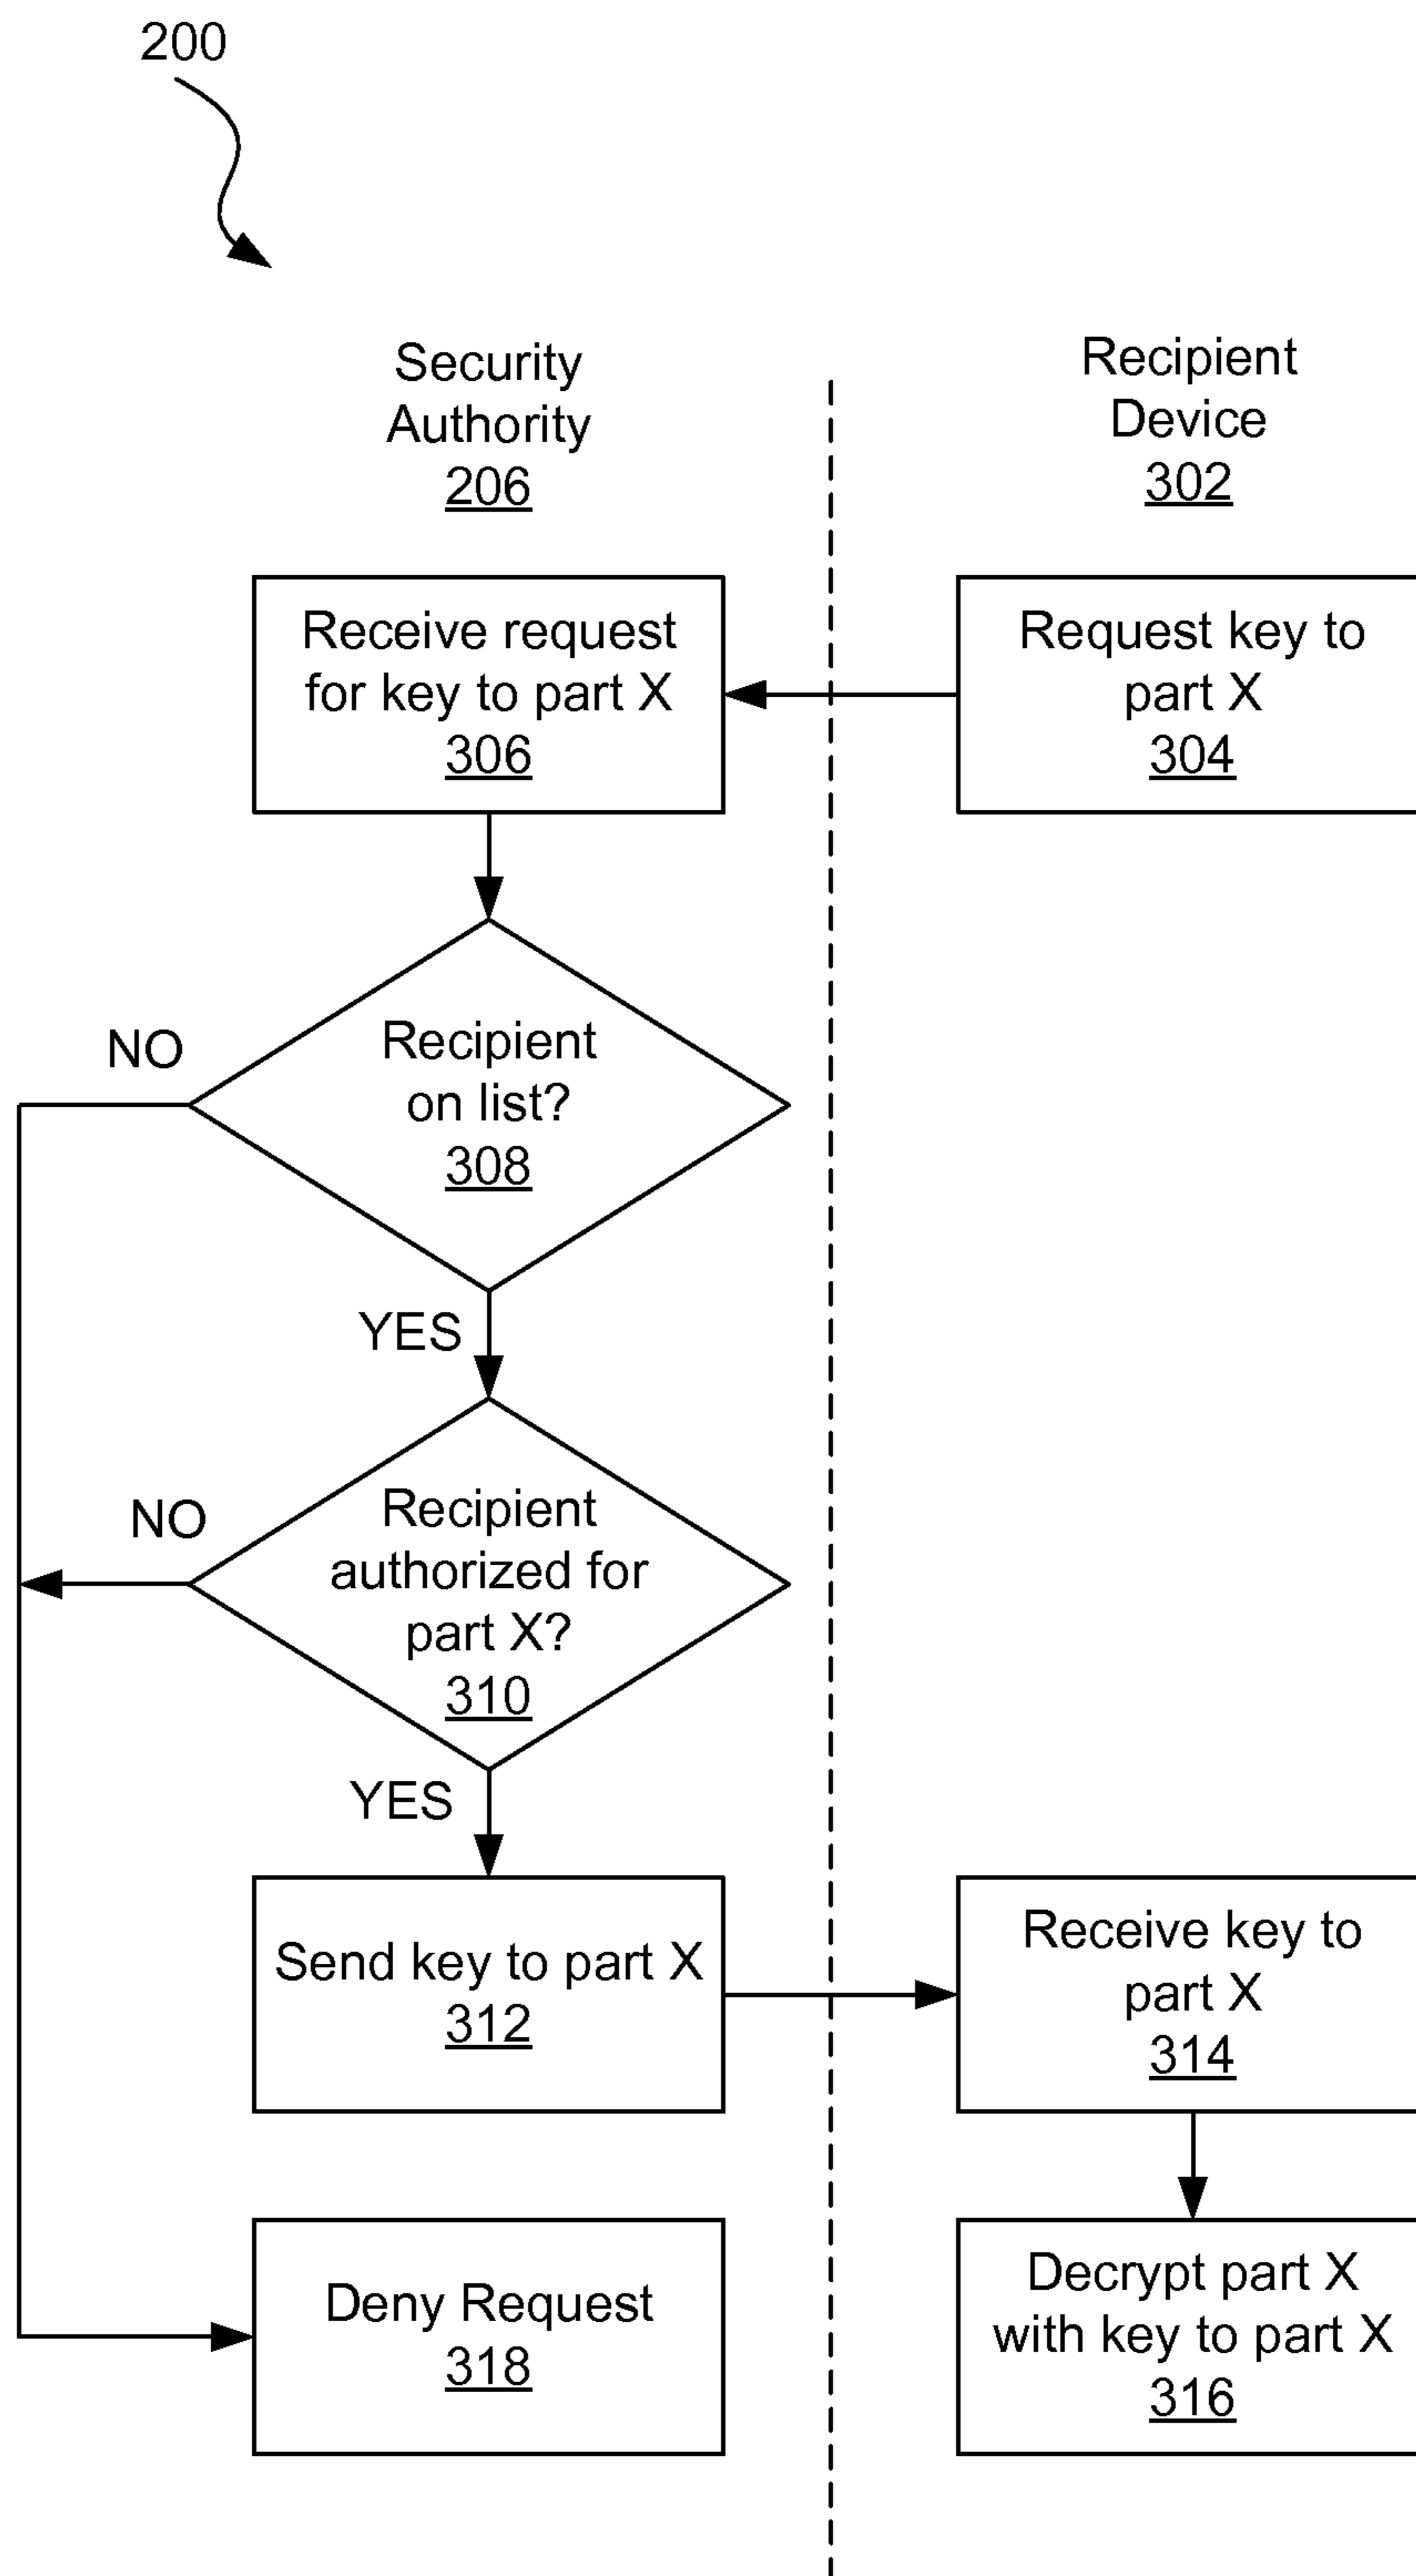 200
Security
Authority
206
Recipient
Device
302
Receive request
for key to part X
306
Request key to
part X
304
Recipient
on list?
308
NO
YES
Recipient
authorized for
part X?
310
NO
YES
Send key to part X
312
Receive key to
part X
314
Deny Request
318
Decrypt part X
with key to part X
316